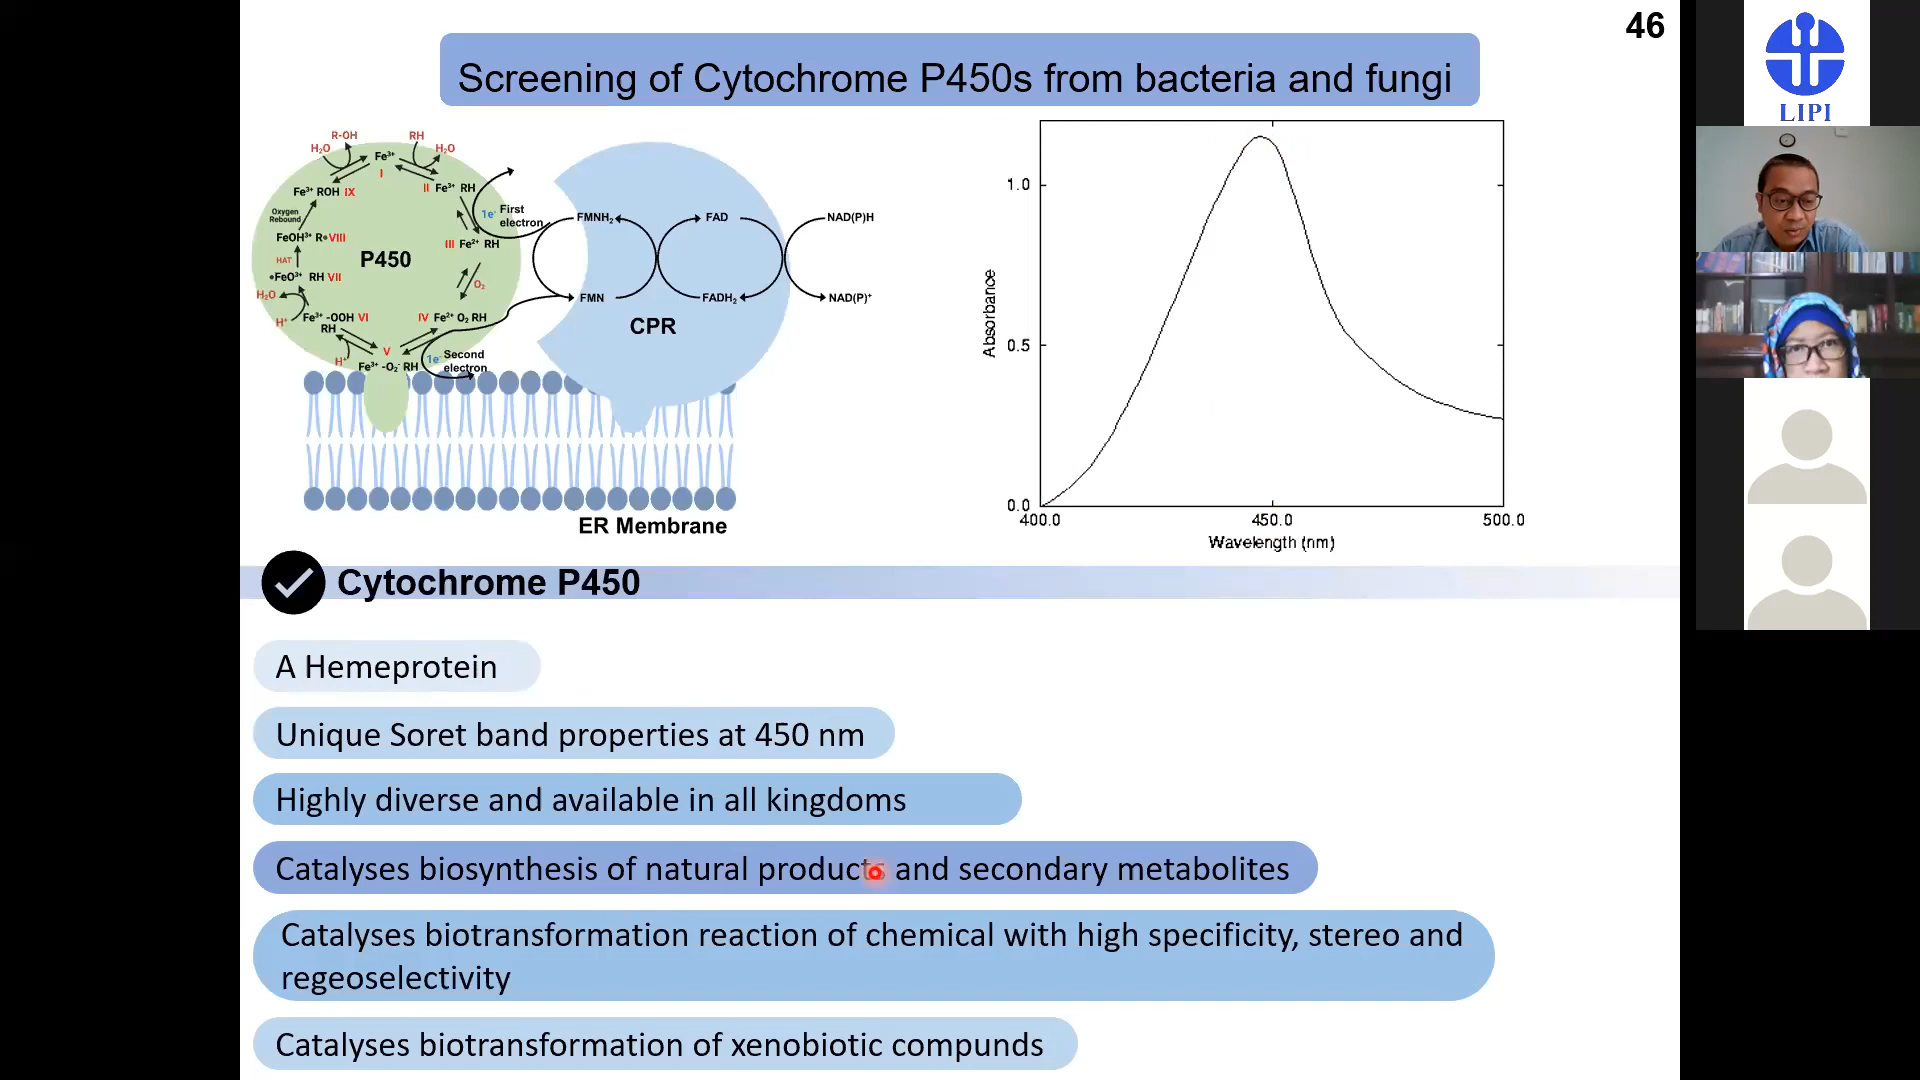 46
Screening of Cytochrome P450s from bacteria and fungi
LIPI
R-OH
RH
H₂O
Fe³⁺
H₂O
I
Fe³⁺ ROH IX
II Fe³⁺ RH
Oxygen
Rebound
1e⁻ First
electron
FeOH³⁺ R• VIII
III Fe²⁺ RH
HAT
P450
•FeO³⁺ RH VII
O₂
H₂O
H⁺
Fe³⁺ -OOH VI
RH
IV Fe²⁺ O₂ RH
V
H⁺
Fe³⁺ -O₂⁻ RH
1e⁻ Second
electron
FMNH₂
FAD
NAD(P)H
FMN
FADH₂
NAD(P)⁺
CPR
ER Membrane
Absorbance
1.0
0.5
0.0
400.0
450.0
500.0
Wavelength (nm)
Cytochrome P450
A Hemeprotein
Unique Soret band properties at 450 nm
Highly diverse and available in all kingdoms
Catalyses biosynthesis of natural products and secondary metabolites
Catalyses biotransformation reaction of chemical with high specificity, stereo and
regeoselectivity
Catalyses biotransformation of xenobiotic compunds